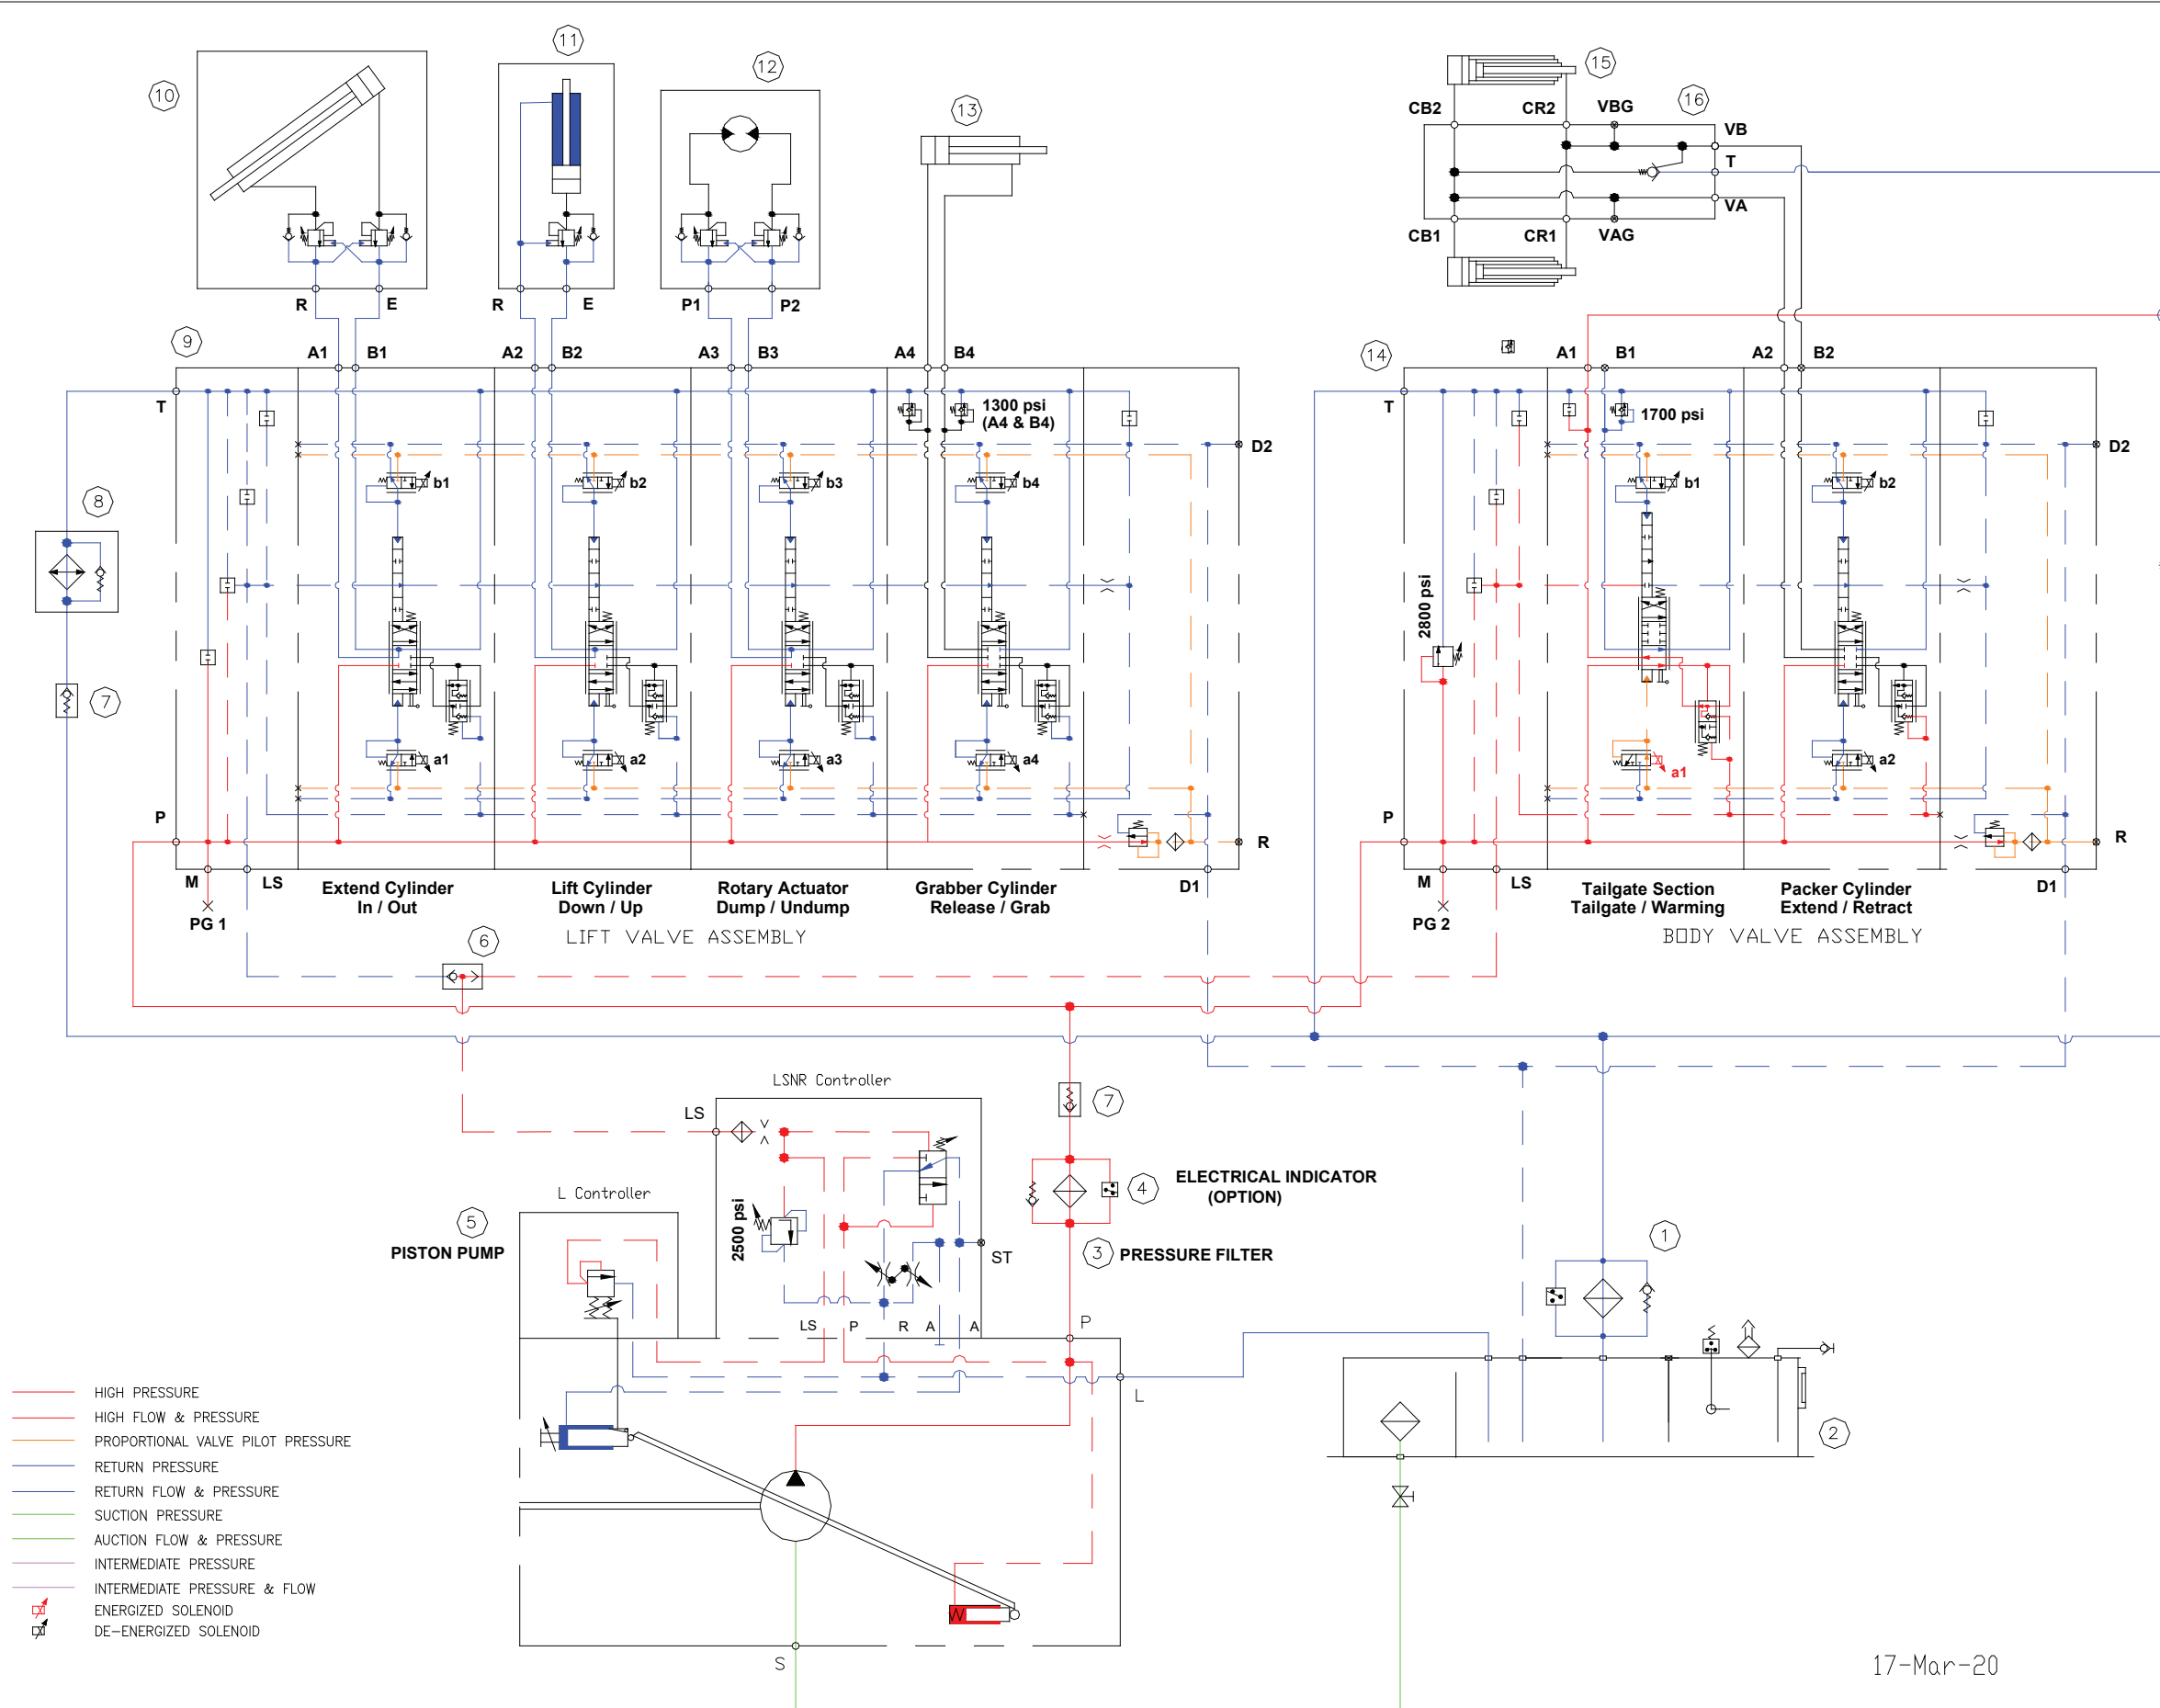 11
15
10
12
16
13
CB2
CR2
VBG
VB
T
VA
CB1
CR1
VAG
R
E
R
E
P1
P2
9
A1
B1
A2
B2
A3
B3
A4
B4
14
A1
B1
A2
B2
T
1300 psi
(A4 & B4)
T
1700 psi
D2
D2
b1
b2
b3
b4
b1
b2
8
2800 psi
7
a1
a2
a3
a4
a1
a2
P
R
P
R
M
LS
D1
M
LS
D1
PG 1
PG 2
Extend Cylinder
In / Out
Lift Cylinder
Down / Up
Rotary Actuator
Dump / Undump
Grabber Cylinder
Release / Grab
Tailgate Section
Tailgate / Warming
Packer Cylinder
Extend / Retract
LIFT VALVE ASSEMBLY
BODY VALVE ASSEMBLY
6
LSNR Controller
LS
7
L Controller
4
ELECTRICAL INDICATOR
(OPTION)
5
PISTON PUMP
2500 psi
ST
3
PRESSURE FILTER
1
LS
P
R
A
A
P
L
2
HIGH PRESSURE
HIGH FLOW & PRESSURE
PROPORTIONAL VALVE PILOT PRESSURE
RETURN PRESSURE
RETURN FLOW & PRESSURE
SUCTION PRESSURE
AUCTION FLOW & PRESSURE
INTERMEDIATE PRESSURE
INTERMEDIATE PRESSURE & FLOW
ENERGIZED SOLENOID
DE-ENERGIZED SOLENOID
S
17-Mar-20